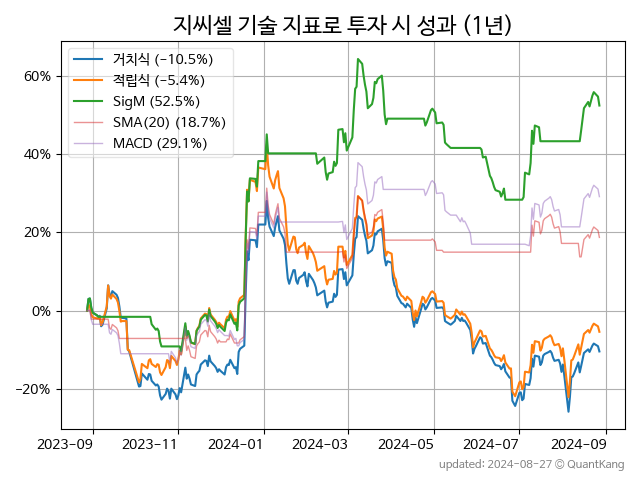 지씨셀 기술 지표로 투자 시 성과 (1년)
거치식 (−10.5%)
적립식 (−5.4%)
SigM (52.5%)
SMA(20) (18.7%)
MACD (29.1%)
60%
40%
20%
0%
−20%
2023-09 2023-11 2024-01 2024-03 2024-05 2024-07 2024-09
updated: 2024-08-27 © QuantKang